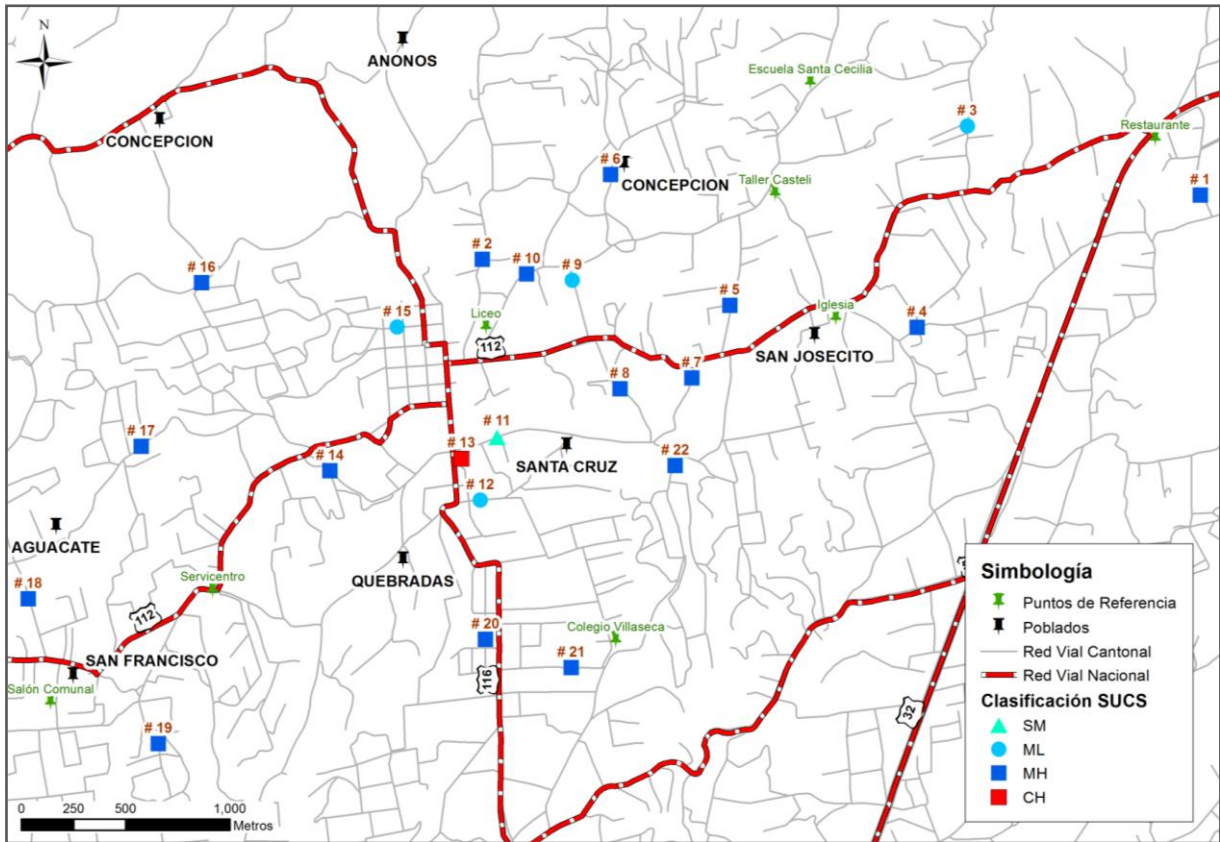 N
ANONOS
Escuela Santa Cecilia
# 3
Restaurante
CONCEPCION
# 6
CONCEPCION
Taller Casteli
# 1
# 2
# 10
# 9
# 16
# 5
Iglesia
# 4
# 15
Liceo
112
SAN JOSECITO
# 7
# 8
# 11
# 17
# 13
SANTA CRUZ
# 22
# 14
# 12
AGUACATE
QUEBRADAS
Servicentro
# 18
112
# 20
Colegio Villaseca
SAN FRANCISCO
# 21
116
Salón Comunal
# 19
32
0 250 500 1,000
Metros
Simbología
Puntos de Referencia
Poblados
Red Vial Cantonal
Red Vial Nacional
Clasificación SUCS
SM
ML
MH
CH